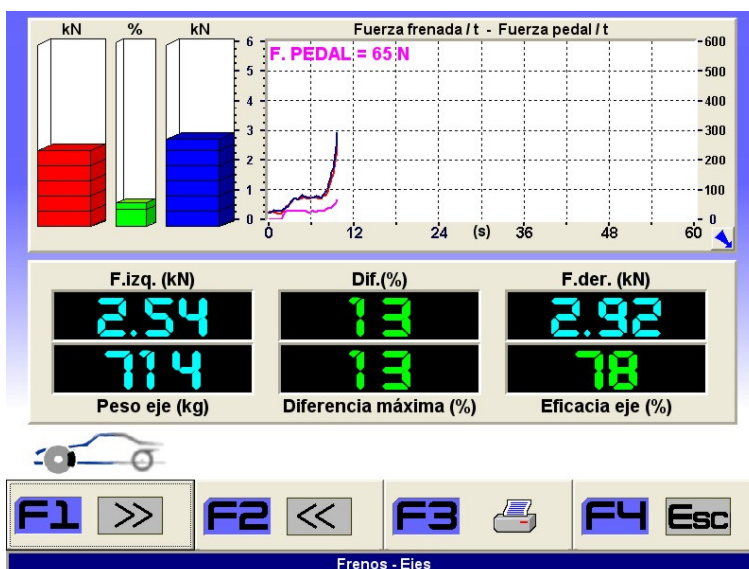 kN % kN Fuerza frenada / t - Fuerza pedal / t
F. PEDAL = 65 N
6 600
5 500
4 400
3 300
2 200
1 100
0 0
0 12 24 (s) 36 48 60
F.izq. (kN) Dif.(%) F.der. (kN)
2.54 13 2.92
714 13 78
Peso eje (kg) Diferencia máxima (%) Eficacia eje (%)
F1 >> F2 << F3 F4 Esc
Frenos - Ejes